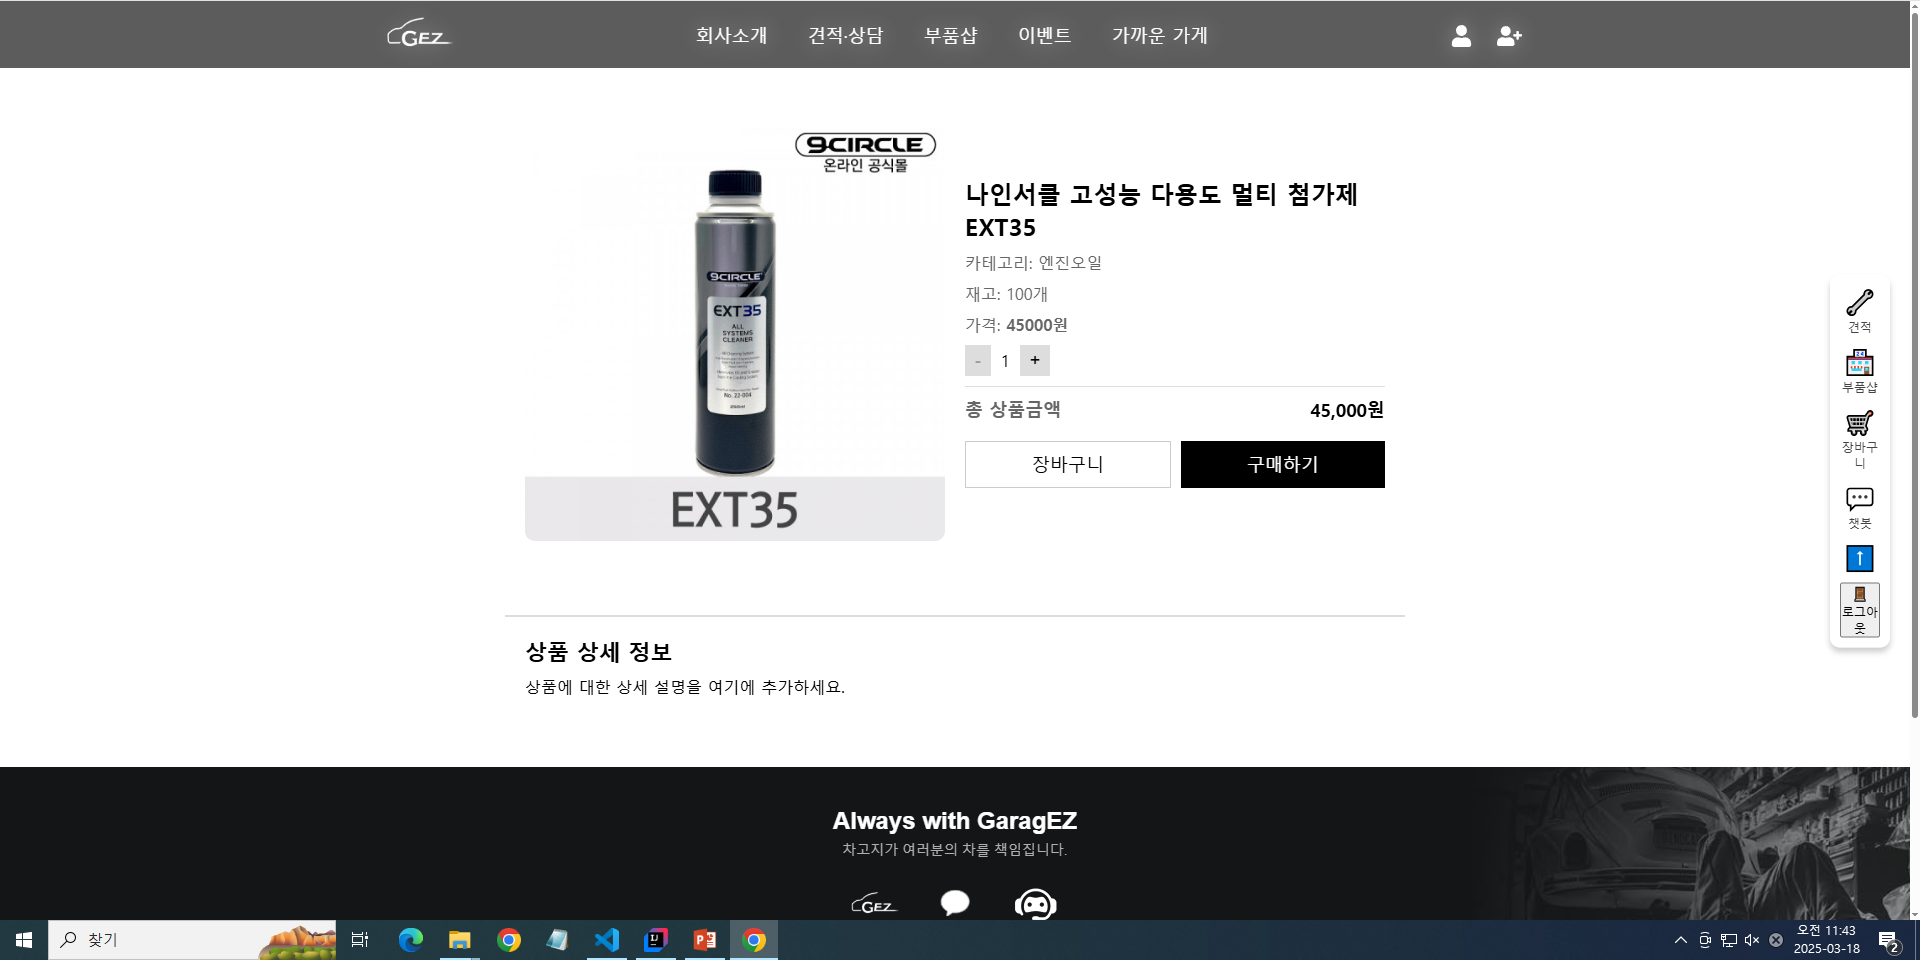 GEZ
회사소개 견적·상담 부품샵 이벤트 가까운 가게
9CIRCLE
온라인 공식몰
9CIRCLE
EXT35
ALL
SYSTEMS
CLEANER
No. 22-004
250ml
EXT35
나인서클 고성능 다용도 멀티 첨가제
EXT35
카테고리: 엔진오일
재고: 100개
가격: 45000원
- 1 +
총 상품금액 45,000원
장바구니 구매하기
견적
24
부품샵
장바구
니
챗봇
↑
로그아
웃
상품 상세 정보
상품에 대한 상세 설명을 여기에 추가하세요.
Always with GaragEZ
차고지가 여러분의 차를 책임집니다.
GEZ
찾기
오전 11:43
2025-03-18
2